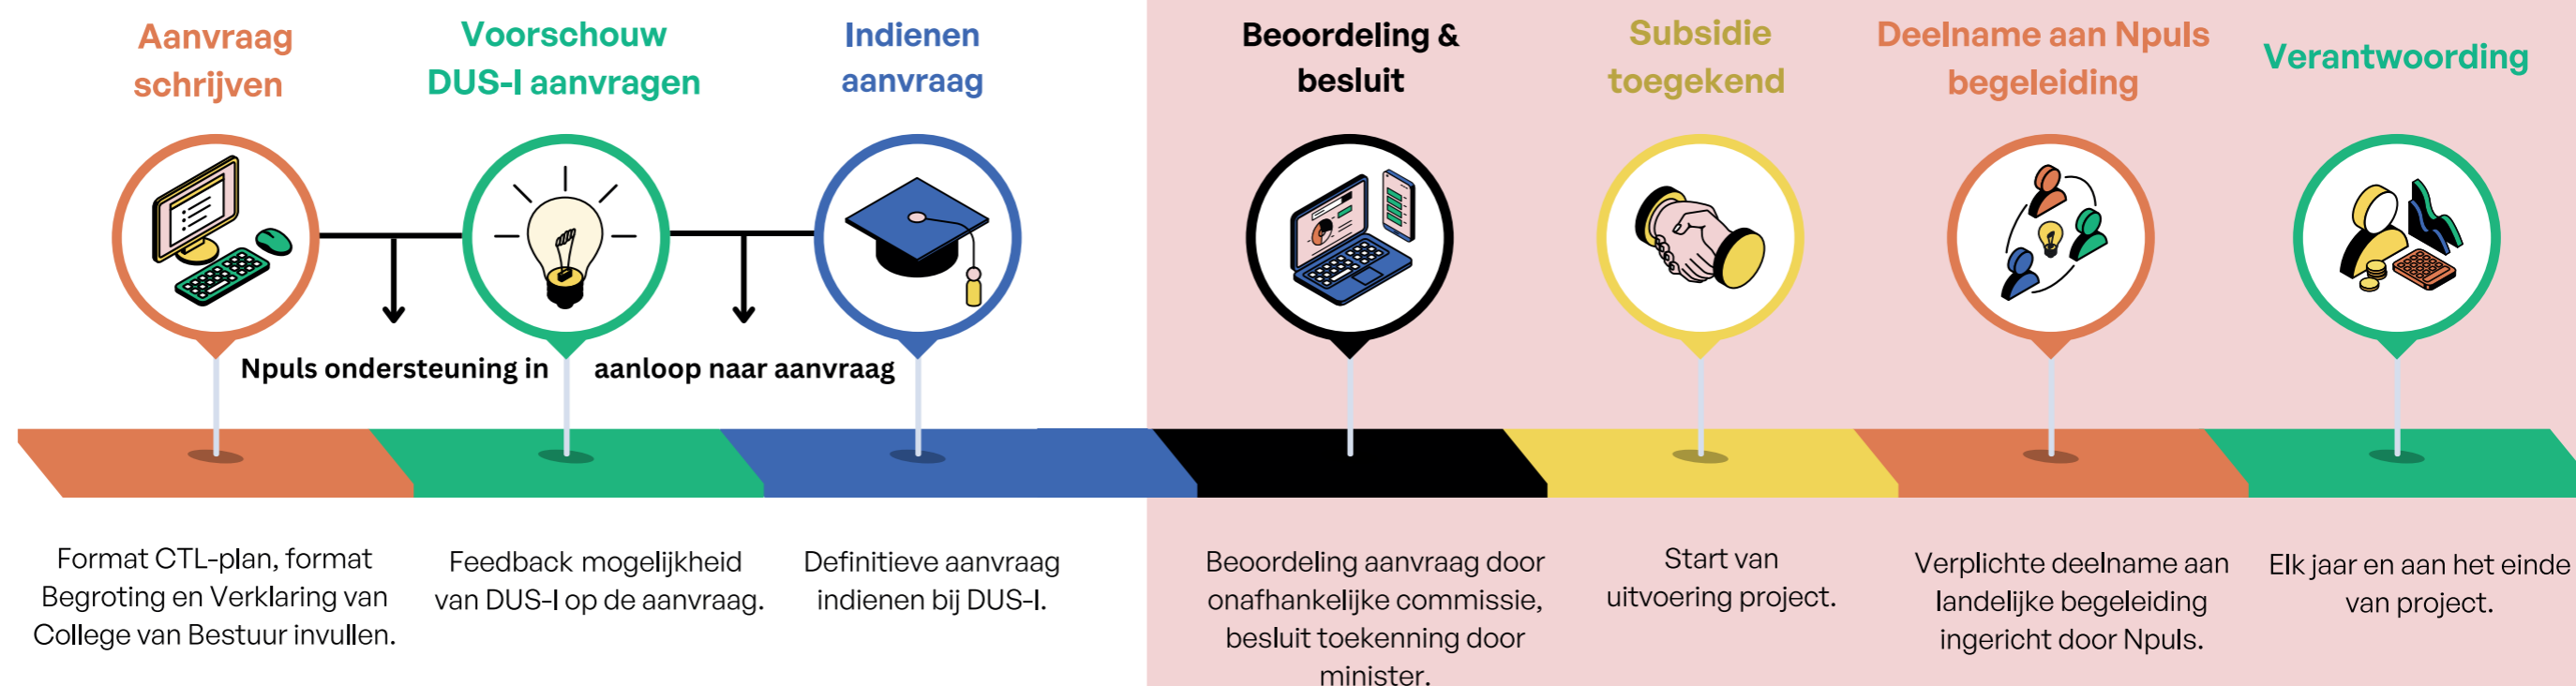 Aanvraag
schrijven
Voorschouw
DUS-I aanvragen
Indienen
aanvraag
Beoordeling &
besluit
Subsidie
toegekend
Deelname aan Npuls
begeleiding
Verantwoording
Npuls ondersteuning in aanloop naar aanvraag
Format CTL-plan, format
Begroting en Verklaring van
College van Bestuur invullen.
Feedback mogelijkheid
van DUS-I op de aanvraag.
Definitieve aanvraag
indienen bij DUS-I.
Beoordeling aanvraag door
onafhankelijke commissie,
besluit toekenning door
minister.
Start van
uitvoering project.
Verplichte deelname aan
landelijke begeleiding
ingericht door Npuls.
Elk jaar en aan het einde
van project.